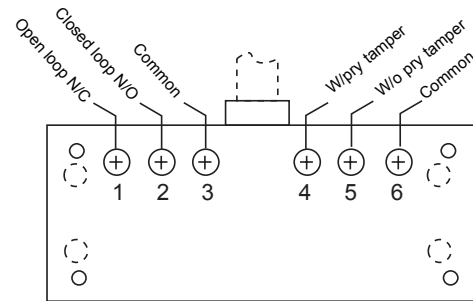 Open loop N/C
Closed loop N/O
Common
W/pry tamper
W/o pry tamper
Common
1 2 3 4 5 6